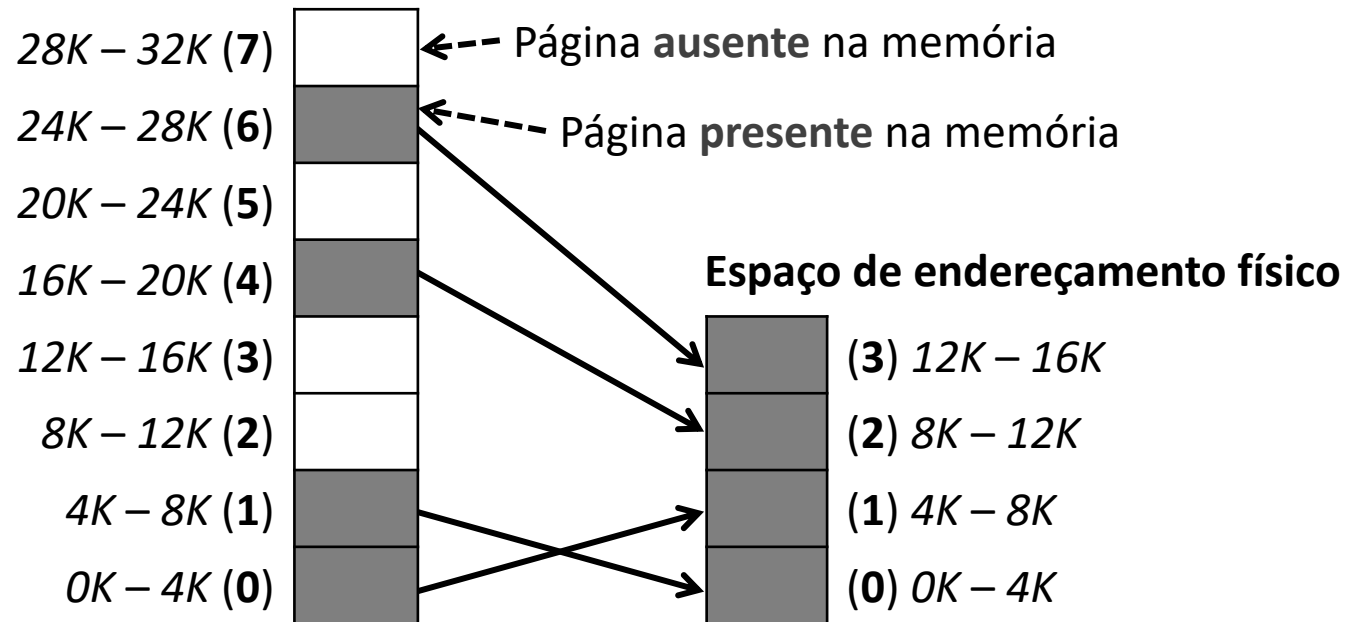 28K – 32K (7)
Página ausente na memória
24K – 28K (6)
Página presente na memória
20K – 24K (5)
16K – 20K (4)
Espaço de endereçamento físico
12K – 16K (3)
(3) 12K – 16K
8K – 12K (2)
(2) 8K – 12K
4K – 8K (1)
(1) 4K – 8K
0K – 4K (0)
(0) 0K – 4K